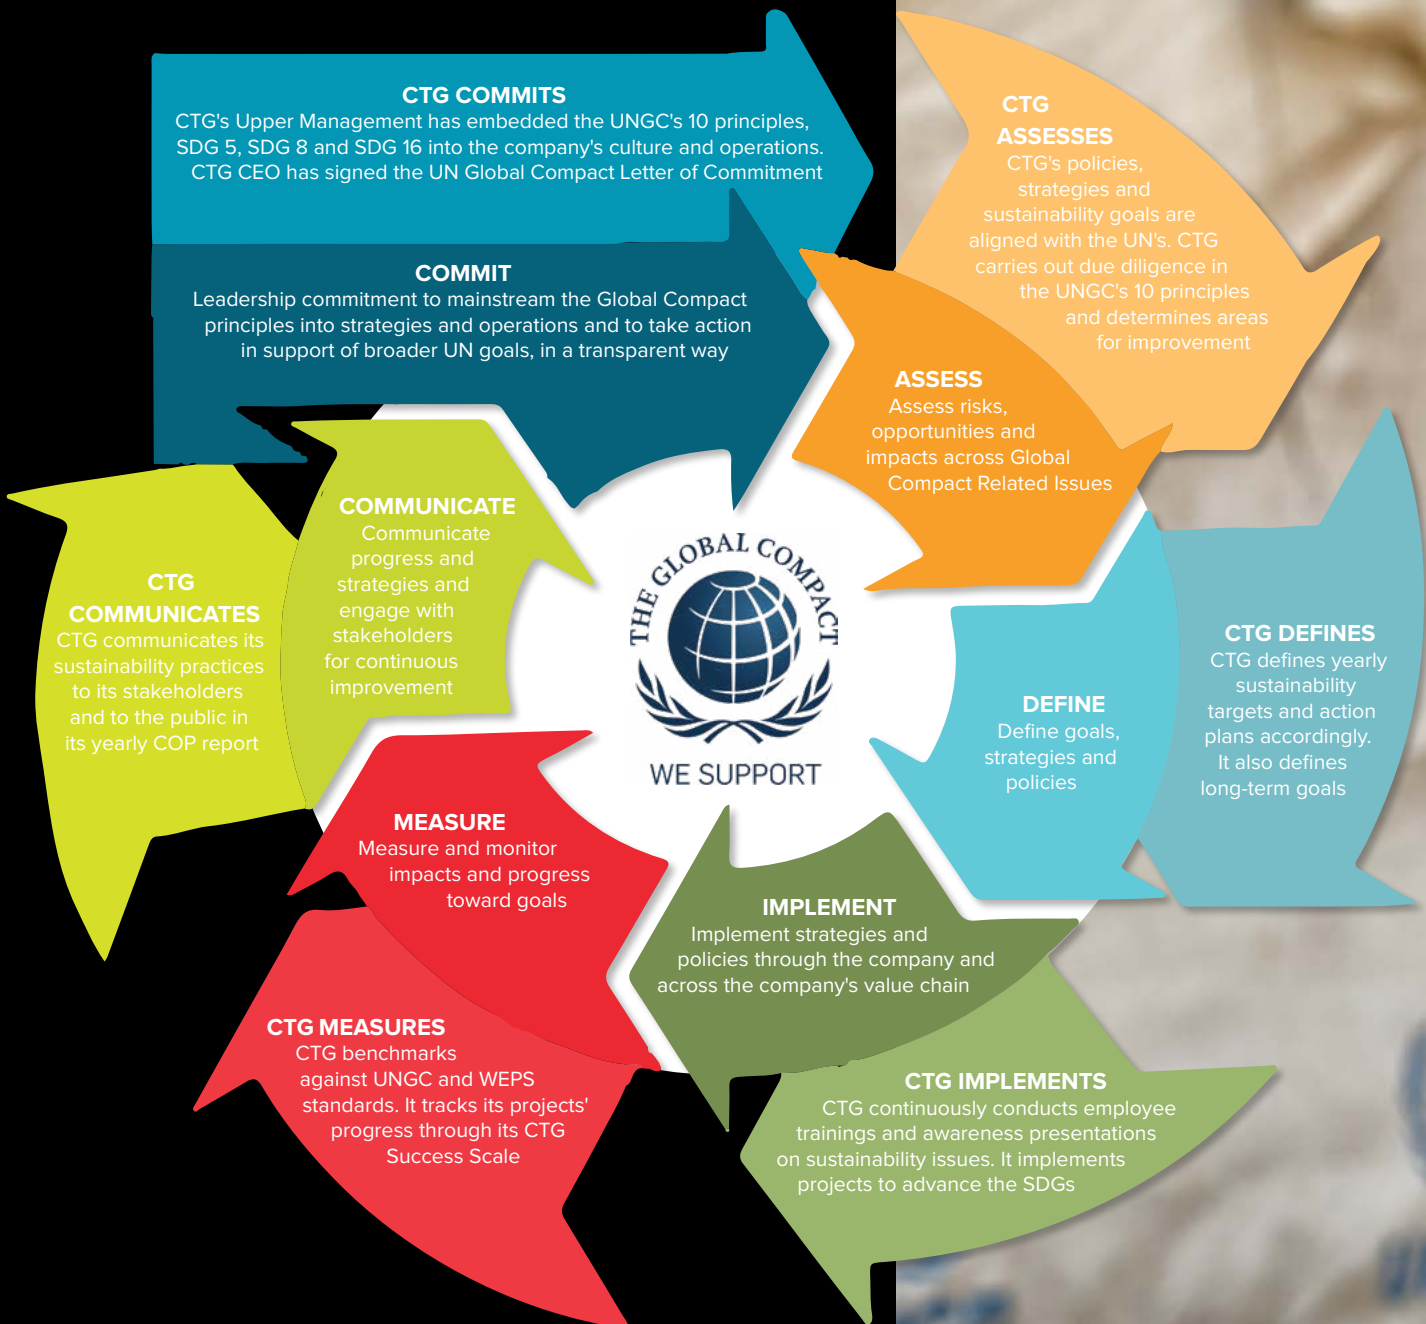 CTG COMMITS
CTG's Upper Management has embedded the UNGC's 10 principles,
SDG 5, SDG 8 and SDG 16 into the company's culture and operations.
CTG CEO has signed the UN Global Compact Letter of Commitment
COMMIT
Leadership commitment to mainstream the Global Compact
principles into strategies and operations and to take action
in support of broader UN goals, in a transparent way
CTG
ASSESSES
CTG's policies,
strategies and
sustainability goals are
aligned with the UN's. CTG
carries out due diligence in
the UNGC's 10 principles
and determines areas
for improvement
ASSESS
Assess risks,
opportunities and
impacts across Global
Compact Related Issues
CTG DEFINES
CTG defines yearly
sustainability
targets and action
plans accordingly.
It also defines
long-term goals
DEFINE
Define goals,
strategies and
policies
IMPLEMENT
Implement strategies and
policies through the company and
across the company's value chain
CTG IMPLEMENTS
CTG continuously conducts employee
trainings and awareness presentations
on sustainability issues. It implements
projects to advance the SDGs
MEASURE
Measure and monitor
impacts and progress
toward goals
CTG MEASURES
CTG benchmarks
against UNGC and WEPS
standards. It tracks its projects'
progress through its CTG
Success Scale
COMMUNICATE
Communicate
progress and
strategies and
engage with
stakeholders
for continuous
improvement
CTG
COMMUNICATES
CTG communicates its
sustainability practices
to its stakeholders
and to the public in
its yearly COP report
THE GLOBAL COMPACT
WE SUPPORT